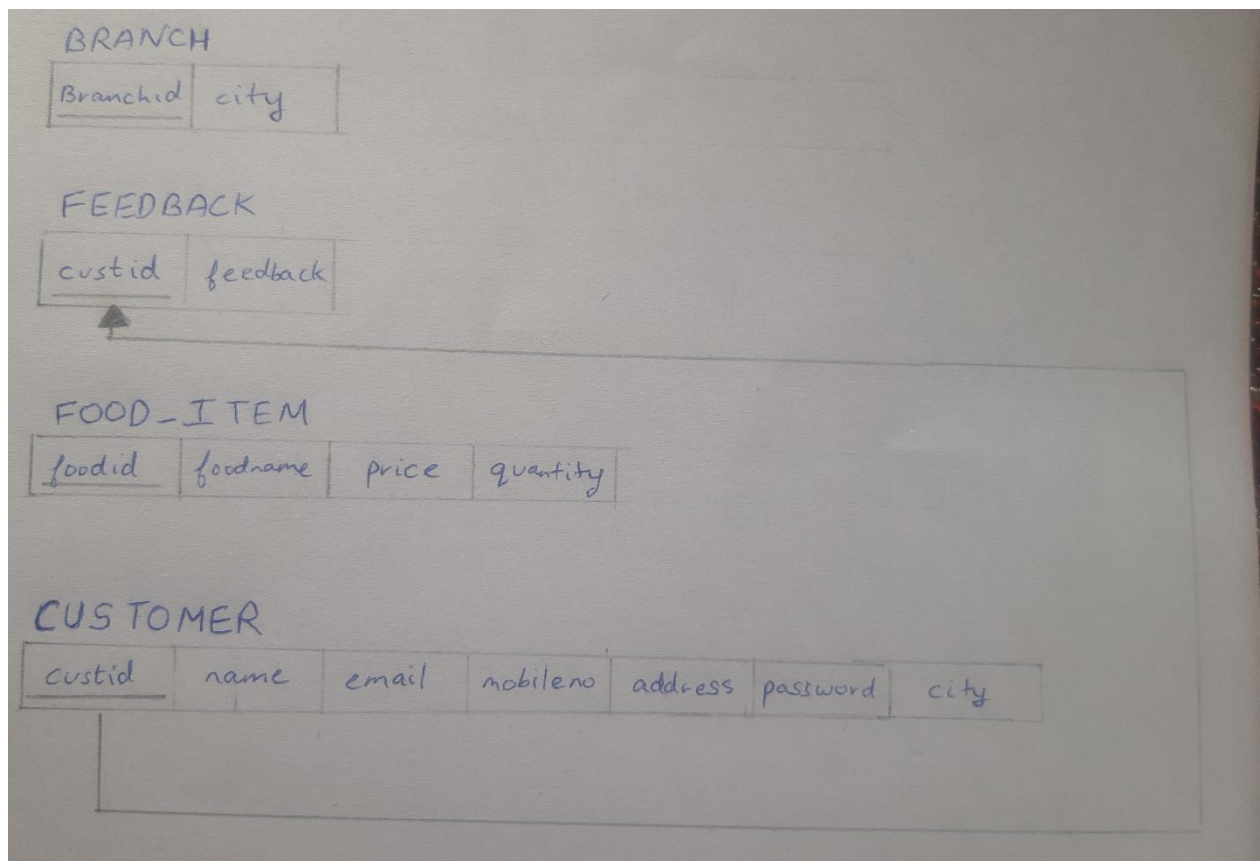 BRANCH
Branchid city
FEEDBACK
custid feedback
FOOD_ITEM
foodid foodname price quantity
CUSTOMER
custid name email mobileno address password city